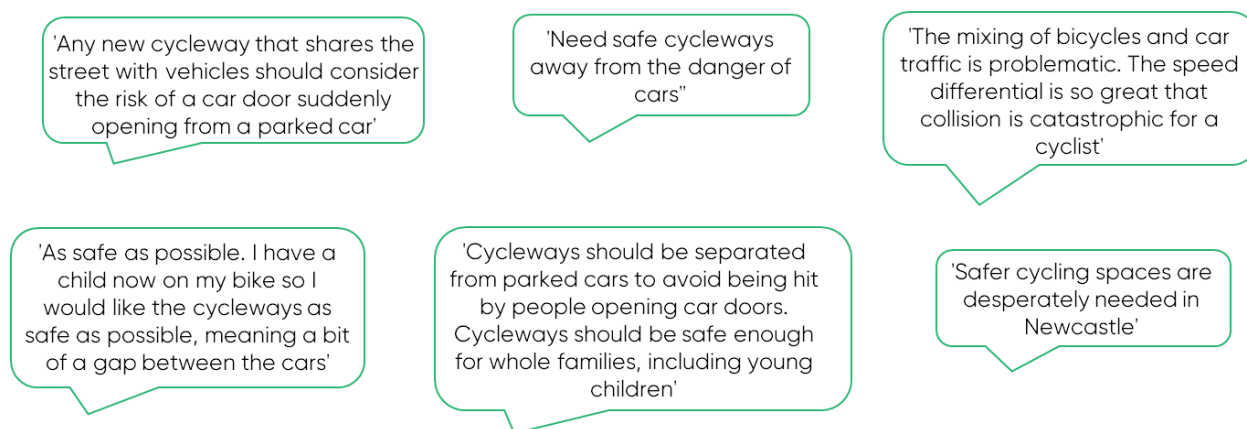 'Any new cycleway that shares the
street with vehicles should consider
the risk of a car door suddenly
opening from a parked car'
'Need safe cycleways
away from the danger of
cars"
'The mixing of bicycles and car
traffic is problematic. The speed
differential is so great that
collision is catastrophic for a
cyclist'
'As safe as possible. I have a
child now on my bike so I
would like the cycleways as
safe as possible, meaning a bit
of a gap between the cars'
'Cycleways should be separated
from parked cars to avoid being hit
by people opening car doors.
Cycleways should be safe enough
for whole families, including young
children'
'Safer cycling spaces are
desperately needed in
Newcastle'